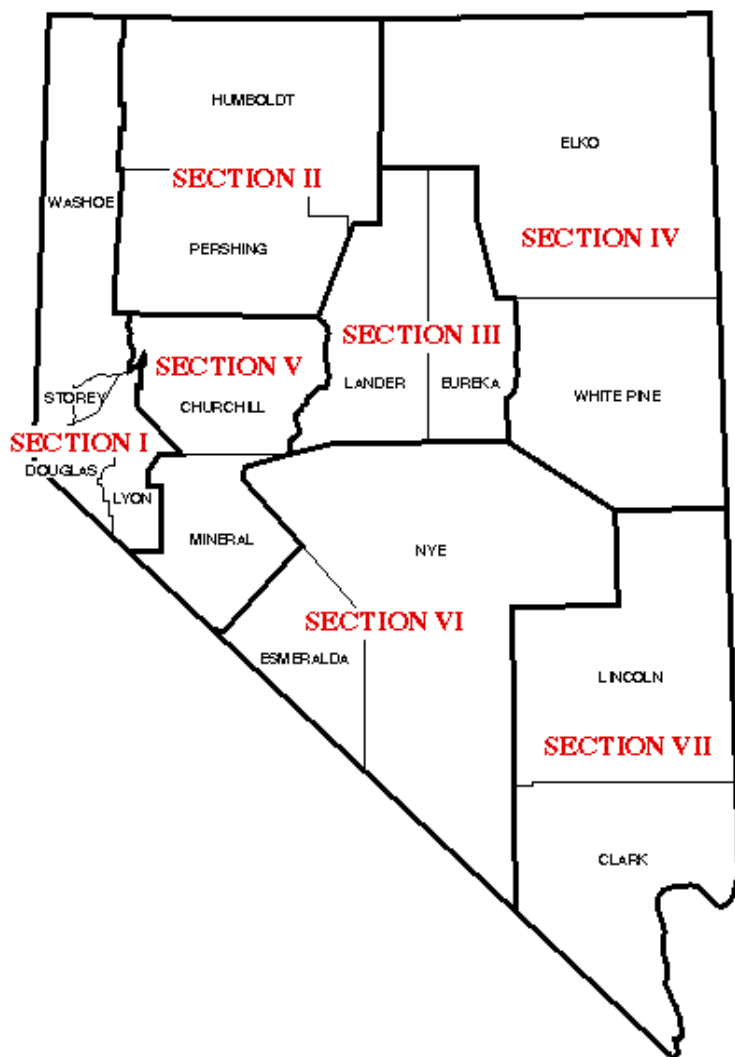 HUMBOLDT
ELKO
SECTION II
WASHOE
SECTION IV
PERSHING
SECTION III
SECTION V
LANDER
EUREKA
STOREY
CHURCHILL
WHITE PINE
SECTION I
DOUGLAS
LYON
MINERAL
NYE
SECTION VI
ESMERALDA
LINCOLN
SECTION VII
CLARK